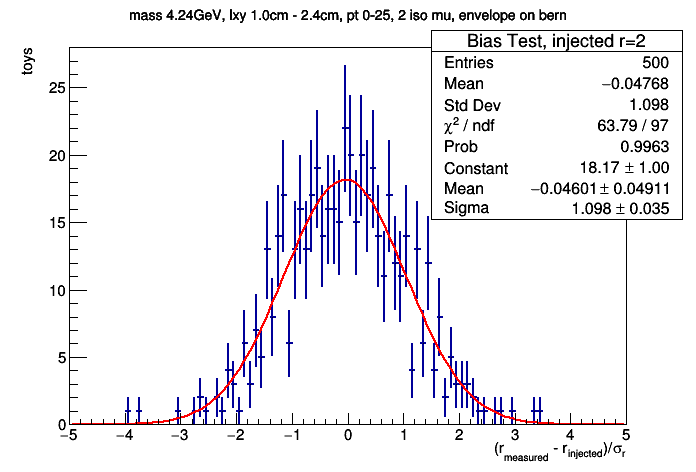 mass 4.24GeV, lxy 1.0cm - 2.4cm, pt 0-25, 2 iso mu, envelope on bern
toys
Bias Test, injected r=2
Entries 500
Mean −0.04768
Std Dev 1.098
χ² / ndf 63.79 / 97
Prob 0.9963
Constant 18.17 ± 1.00
Mean −0.04601 ± 0.04911
Sigma 1.098 ± 0.035
25
20
15
10
5
0
−5 −4 −3 −2 −1 0 1 2 3 4 5
(r_measured - r_injected)/σ_r